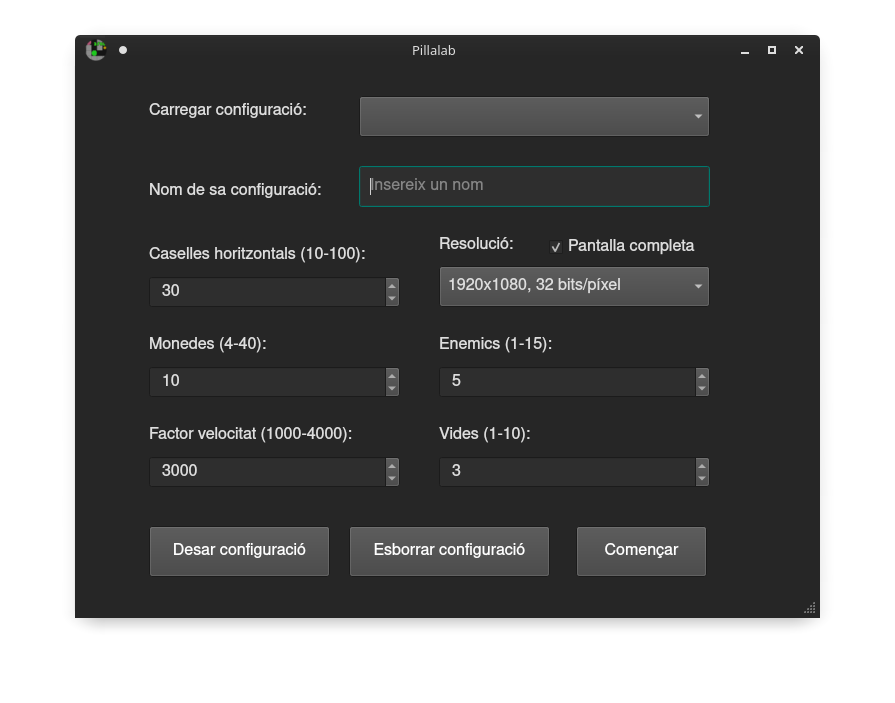 Pillalab
Carregar configuració:
Nom de sa configuració:
Insereix un nom
Caselles horitzontals (10-100):
30
Resolució:
Pantalla completa
1920x1080, 32 bits/píxel
Monedes (4-40):
10
Enemics (1-15):
5
Factor velocitat (1000-4000):
3000
Vides (1-10):
3
Desar configuració
Esborrar configuració
Començar